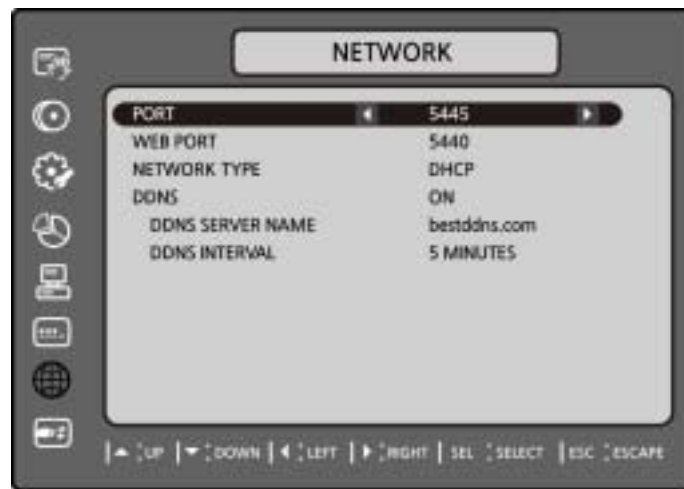 NETWORK
PORT 5445
WEB PORT 5440
NETWORK TYPE DHCP
DDNS ON
DDNS SERVER NAME bestddns.com
DDNS INTERVAL 5 MINUTES
▲ : UP | ▼ : DOWN | ◀ : LEFT | ▶ : RIGHT | SEL : SELECT | ESC : ESCAPE